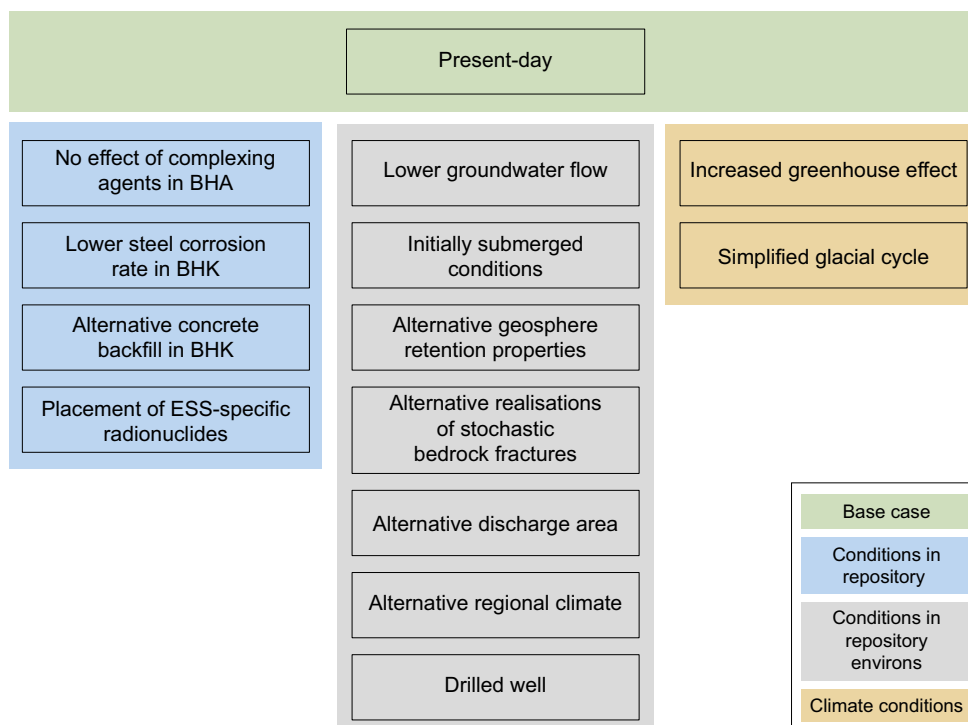 Present-day
No effect of complexing
agents in BHA
Lower steel corrosion
rate in BHK
Alternative concrete
backfill in BHK
Placement of ESS-specific
radionuclides
Lower groundwater flow
Initially submerged
conditions
Alternative geosphere
retention properties
Alternative realisations
of stochastic
bedrock fractures
Alternative discharge area
Alternative regional climate
Drilled well
Increased greenhouse effect
Simplified glacial cycle
Base case
Conditions in
repository
Conditions in
repository
environs
Climate conditions